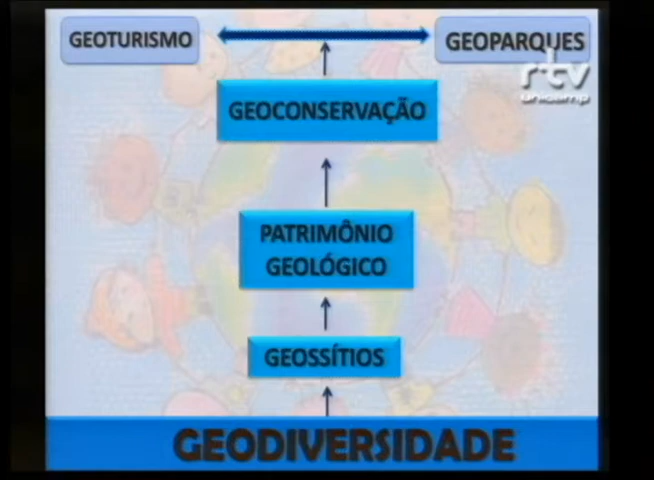 GEOTURISMO
GEOPARQUES
rtv
unicamp
GEOCONSERVAÇÃO
PATRIMÔNIO
GEOLÓGICO
GEOSSÍTIOS
GEODIVERSIDADE